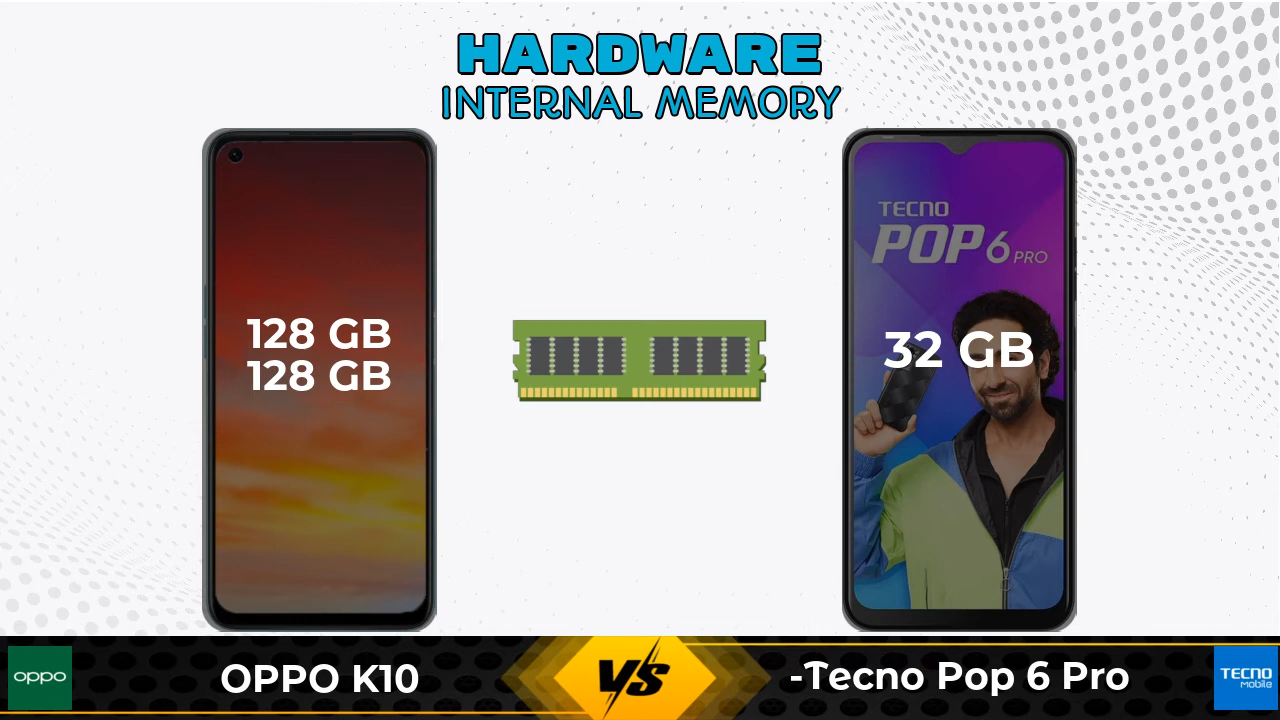 HARDWARE
INTERNAL MEMORY
128 GB
128 GB
TECNO
POP 6 PRO
32 GB
oppo
OPPO K10
VS
-Tecno Pop 6 Pro
TECNO
mobile